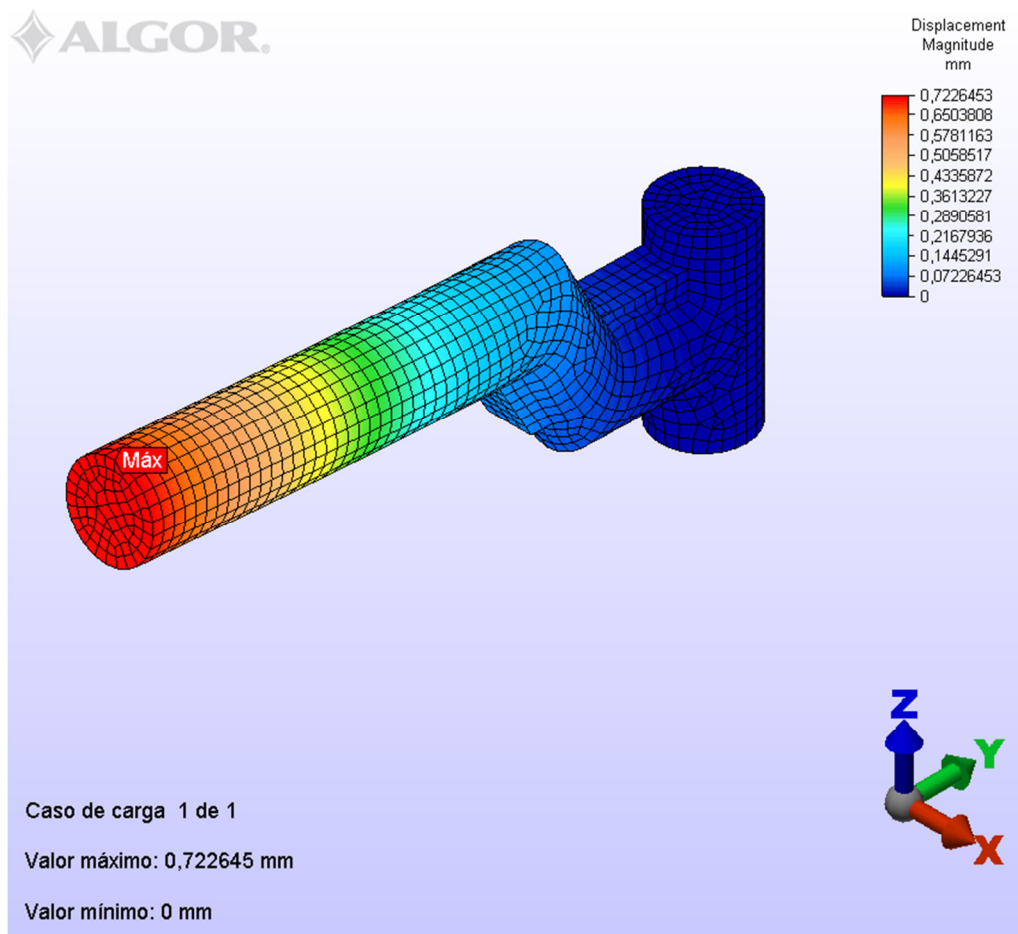 ALGOR®
Displacement
Magnitude
mm
0,7226453
0,6503808
0,5781163
0,5058517
0,4335872
0,3613227
0,2890581
0,2167936
0,1445291
0,07226453
0
Máx
Z
Y
X
Caso de carga 1 de 1
Valor máximo: 0,722645 mm
Valor mínimo: 0 mm